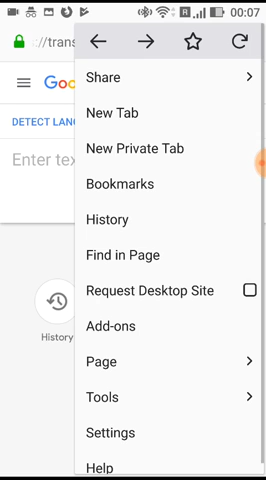 00:07
://trans
Share
Goo
New Tab
DETECT LAN
New Private Tab
Enter tex
Bookmarks
History
Find in Page
Request Desktop Site
Add-ons
History
Page
Tools
Settings
Help